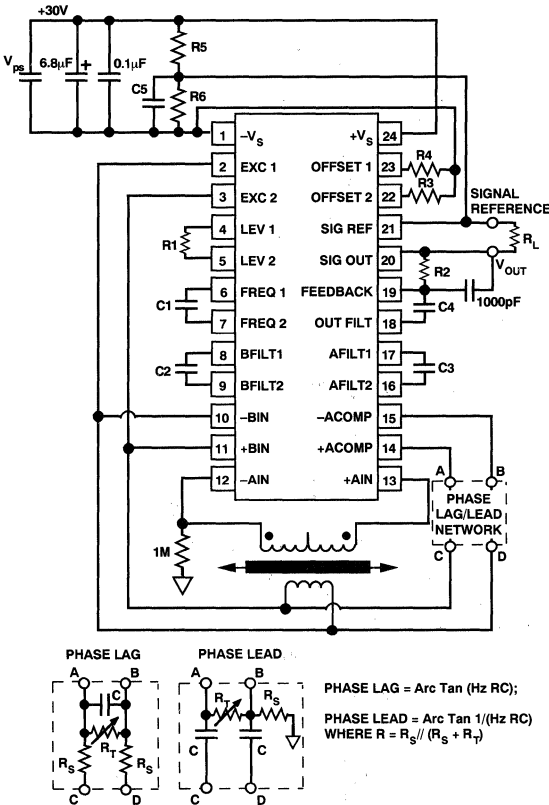 +30V
Vps
6.8µF
+
0.1µF
R5
C5
R6
1 −VS
+VS 24
2 EXC 1
OFFSET 1 23
R4
3 EXC 2
OFFSET 2 22
R3
SIGNAL
REFERENCE
4 LEV 1
SIG REF 21
R1
RL
5 LEV 2
SIG OUT 20
VOUT
R2
6 FREQ 1
FEEDBACK 19
1000pF
C1
C4
7 FREQ 2
OUT FILT 18
8 BFILT1
AFILT1 17
C2
C3
9 BFILT2
AFILT2 16
10 −BIN
−ACOMP 15
11 +BIN
+ACOMP 14
12 −AIN
+AIN 13
A B
PHASE
LAG/LEAD
NETWORK
C D
1M
PHASE LAG
A B
C
RT
RS RS
C D
PHASE LEAD
A B
RT RS
C C
C D
PHASE LAG = Arc Tan (Hz RC);
PHASE LEAD = Arc Tan 1/(Hz RC)
WHERE R = RS// (RS + RT)